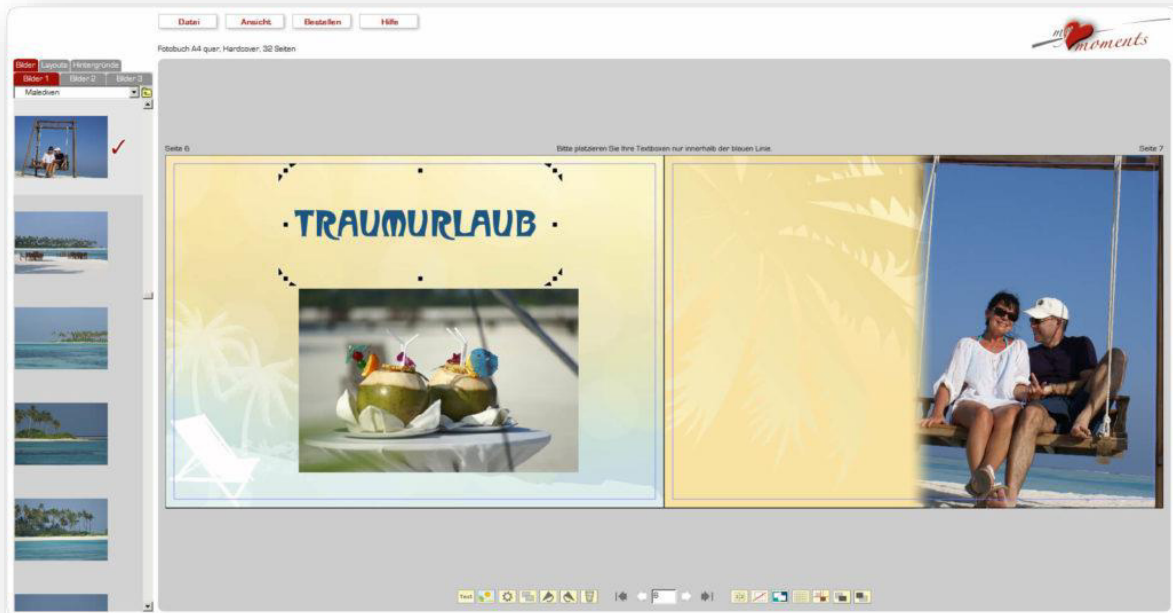 Datei Ansicht Bestellen Hilfe
my moments
Fotobuch A4 quer, Hardcover, 32 Seiten
Bilder Layouts Hintergründe
Bilder 1 Bilder 2 Bilder 3
Malediven
Seite 6 Bitte platzieren Sie Ihre Textboxen nur innerhalb der blauen Linie. Seite 7
TRAUMURLAUB
Text 6